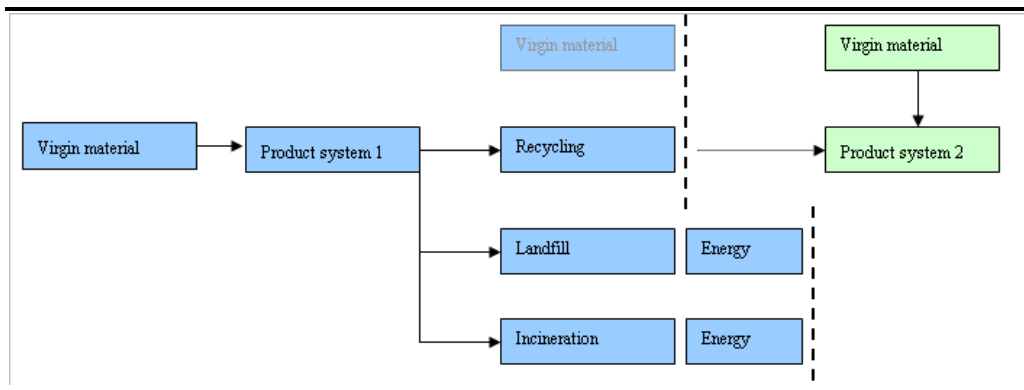 Virgin material
Virgin material
Virgin material
Product system 1
Recycling
Product system 2
Landfill
Energy
Incineration
Energy